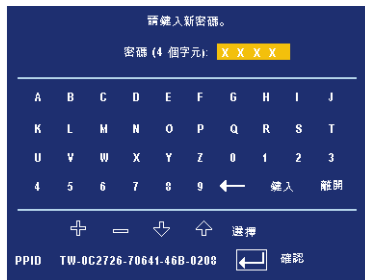 請鍵入新密碼。
密碼 (4 個字元): X X X X
A B C D E F G H I J
K L M N O P Q R S T
U V W X Y Z 0 1 2 3
4 5 6 7 8 9 ← 鍵入 離開
選擇
PPID TW-0C2726-70641-46B-0208 確認